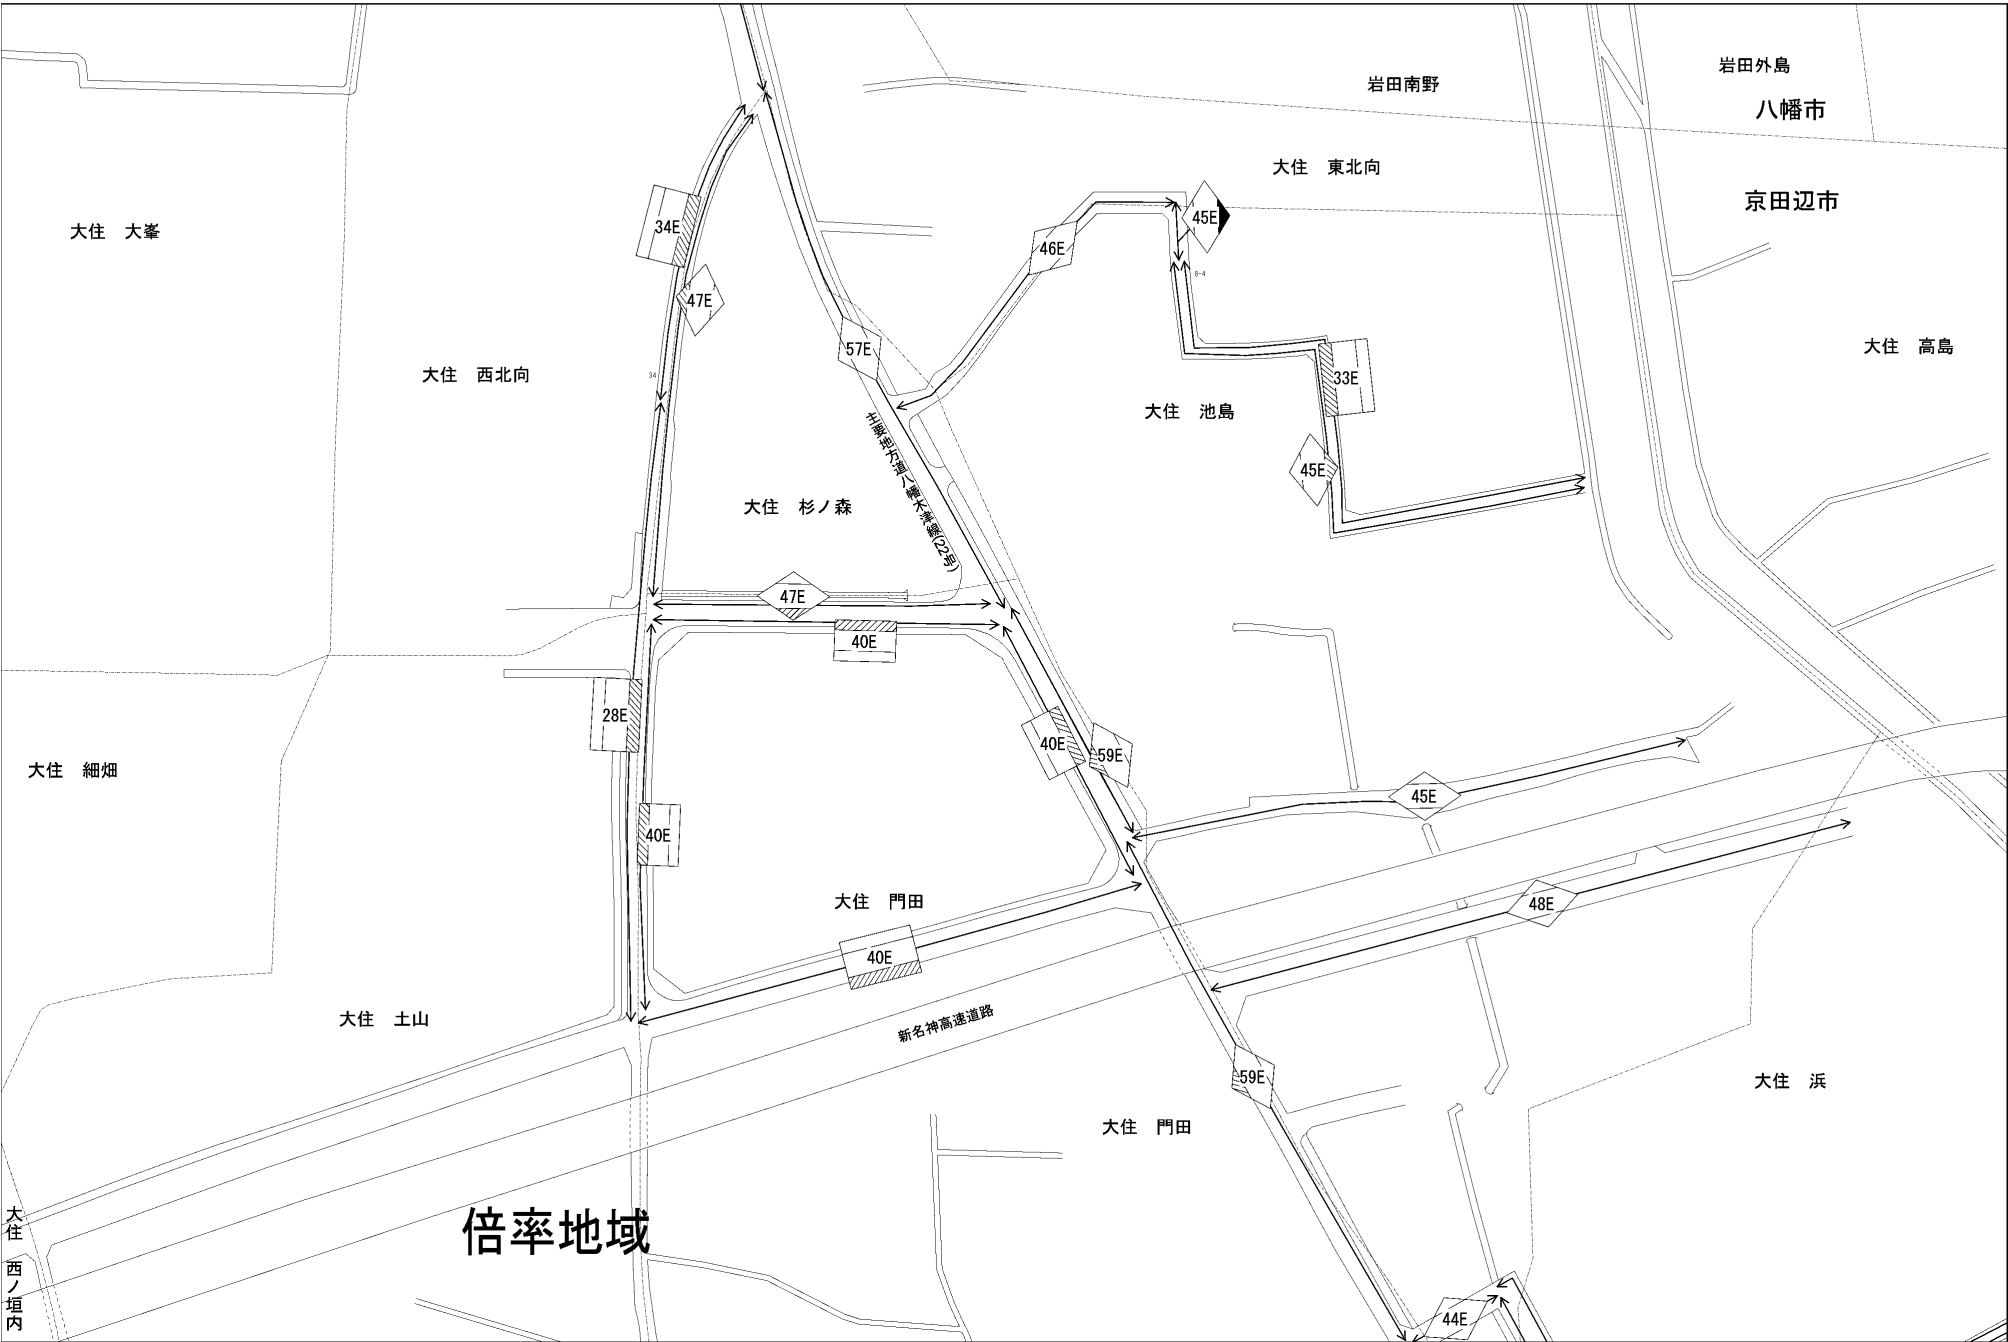 岩田外島
岩田南野
八幡市
大住 東北向
京田辺市
大住 大峯
34E
45E
46E
8-4
47E
57E
大住 高島
34
大住 西北向
33E
大住 池島
主要地方道八幡木津線(22号)
45E
大住 杉ノ森
47E
40E
28E
40E
59E
大住 細畑
45E
40E
大住 門田
48E
40E
大住 土山
新名神高速道路
59E
大住 浜
大住 門田
倍率地域
大住 西ノ垣内
44E